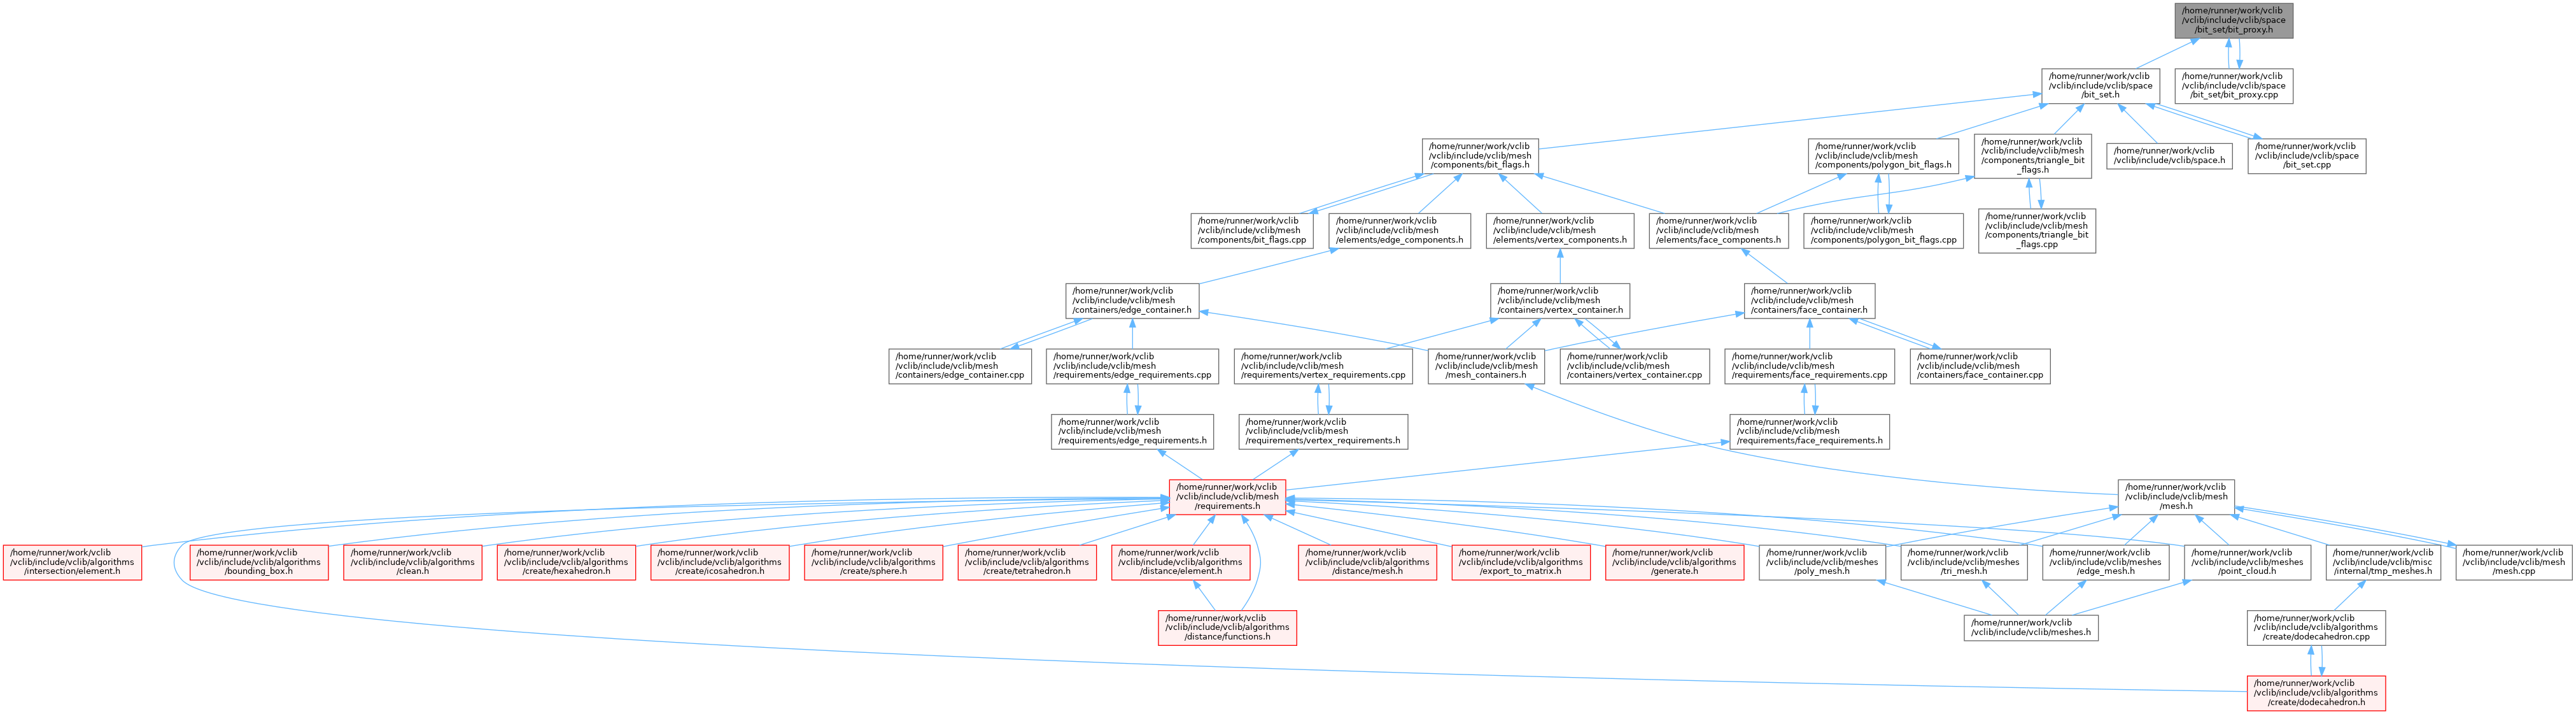 /home/runner/work/vclib
/vclib/include/vclib/space
/bit_set/bit_proxy.h
/home/runner/work/vclib
/vclib/include/vclib/space
/bit_set.h
/home/runner/work/vclib
/vclib/include/vclib/space
/bit_set/bit_proxy.cpp
/home/runner/work/vclib
/vclib/include/vclib/mesh
/components/bit_flags.h
/home/runner/work/vclib
/vclib/include/vclib/mesh
/components/polygon_bit_flags.h
/home/runner/work/vclib
/vclib/include/vclib/mesh
/components/triangle_bit
_flags.h
/home/runner/work/vclib
/vclib/include/vclib/space.h
/home/runner/work/vclib
/vclib/include/vclib/space
/bit_set.cpp
/home/runner/work/vclib
/vclib/include/vclib/mesh
/components/bit_flags.cpp
/home/runner/work/vclib
/vclib/include/vclib/mesh
/elements/edge_components.h
/home/runner/work/vclib
/vclib/include/vclib/mesh
/elements/vertex_components.h
/home/runner/work/vclib
/vclib/include/vclib/mesh
/elements/face_components.h
/home/runner/work/vclib
/vclib/include/vclib/mesh
/components/polygon_bit_flags.cpp
/home/runner/work/vclib
/vclib/include/vclib/mesh
/components/triangle_bit
_flags.cpp
/home/runner/work/vclib
/vclib/include/vclib/mesh
/containers/edge_container.h
/home/runner/work/vclib
/vclib/include/vclib/mesh
/containers/vertex_container.h
/home/runner/work/vclib
/vclib/include/vclib/mesh
/containers/face_container.h
/home/runner/work/vclib
/vclib/include/vclib/mesh
/containers/edge_container.cpp
/home/runner/work/vclib
/vclib/include/vclib/mesh
/requirements/edge_requirements.cpp
/home/runner/work/vclib
/vclib/include/vclib/mesh
/requirements/vertex_requirements.cpp
/home/runner/work/vclib
/vclib/include/vclib/mesh
/mesh_containers.h
/home/runner/work/vclib
/vclib/include/vclib/mesh
/containers/vertex_container.cpp
/home/runner/work/vclib
/vclib/include/vclib/mesh
/requirements/face_requirements.cpp
/home/runner/work/vclib
/vclib/include/vclib/mesh
/containers/face_container.cpp
/home/runner/work/vclib
/vclib/include/vclib/mesh
/requirements/edge_requirements.h
/home/runner/work/vclib
/vclib/include/vclib/mesh
/requirements/vertex_requirements.h
/home/runner/work/vclib
/vclib/include/vclib/mesh
/requirements/face_requirements.h
/home/runner/work/vclib
/vclib/include/vclib/mesh
/requirements.h
/home/runner/work/vclib
/vclib/include/vclib/mesh
/mesh.h
/home/runner/work/vclib
/vclib/include/vclib/algorithms
/intersection/element.h
/home/runner/work/vclib
/vclib/include/vclib/algorithms
/bounding_box.h
/home/runner/work/vclib
/vclib/include/vclib/algorithms
/clean.h
/home/runner/work/vclib
/vclib/include/vclib/algorithms
/create/hexahedron.h
/home/runner/work/vclib
/vclib/include/vclib/algorithms
/create/icosahedron.h
/home/runner/work/vclib
/vclib/include/vclib/algorithms
/create/sphere.h
/home/runner/work/vclib
/vclib/include/vclib/algorithms
/create/tetrahedron.h
/home/runner/work/vclib
/vclib/include/vclib/algorithms
/distance/element.h
/home/runner/work/vclib
/vclib/include/vclib/algorithms
/distance/mesh.h
/home/runner/work/vclib
/vclib/include/vclib/algorithms
/export_to_matrix.h
/home/runner/work/vclib
/vclib/include/vclib/algorithms
/generate.h
/home/runner/work/vclib
/vclib/include/vclib/meshes
/poly_mesh.h
/home/runner/work/vclib
/vclib/include/vclib/meshes
/tri_mesh.h
/home/runner/work/vclib
/vclib/include/vclib/meshes
/edge_mesh.h
/home/runner/work/vclib
/vclib/include/vclib/meshes
/point_cloud.h
/home/runner/work/vclib
/vclib/include/vclib/misc
/internal/tmp_meshes.h
/home/runner/work/vclib
/vclib/include/vclib/mesh
/mesh.cpp
/home/runner/work/vclib
/vclib/include/vclib/algorithms
/distance/functions.h
/home/runner/work/vclib
/vclib/include/vclib/meshes.h
/home/runner/work/vclib
/vclib/include/vclib/algorithms
/create/dodecahedron.cpp
/home/runner/work/vclib
/vclib/include/vclib/algorithms
/create/dodecahedron.h